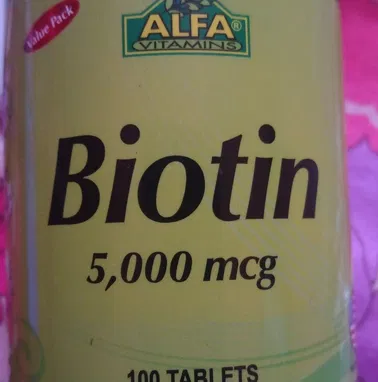 Value Pack
ALFA®
VITAMINS
Biotin
5,000 mcg
100 TABLETS